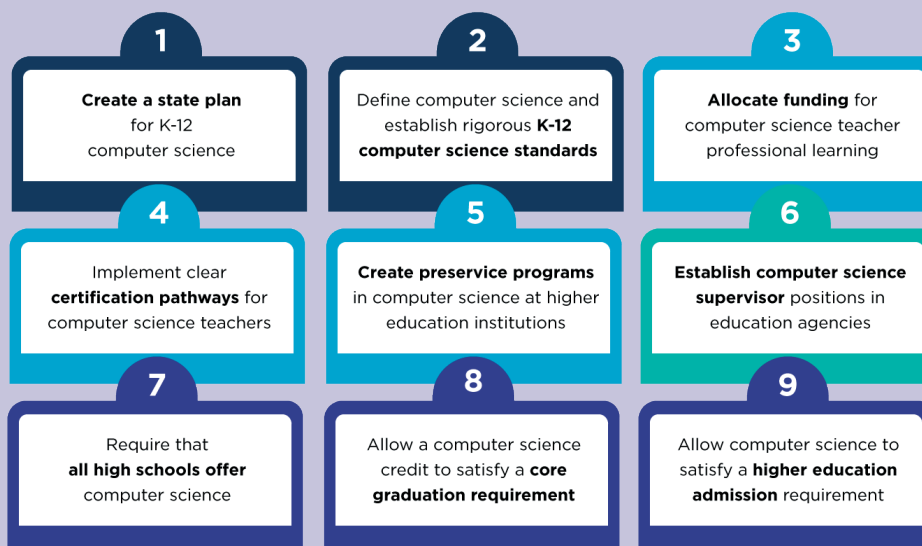 1
Create a state plan
for K-12
computer science
2
Define computer science and
establish rigorous K-12
computer science standards
3
Allocate funding for
computer science teacher
professional learning
4
Implement clear
certification pathways for
computer science teachers
5
Create preservice programs
in computer science at higher
education institutions
6
Establish computer science
supervisor positions in
education agencies
7
Require that
all high schools offer
computer science
8
Allow a computer science
credit to satisfy a core
graduation requirement
9
Allow computer science to
satisfy a higher education
admission requirement